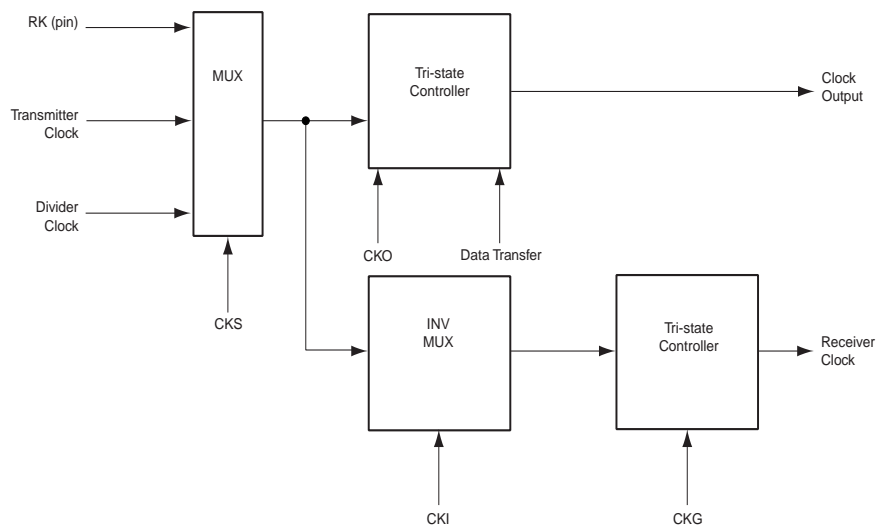 RK (pin)
MUX
Tri-state
Controller
Clock
Output
Transmitter
Clock
Divider
Clock
CKO
Data Transfer
CKS
INV
MUX
Tri-state
Controller
Receiver
Clock
CKI
CKG